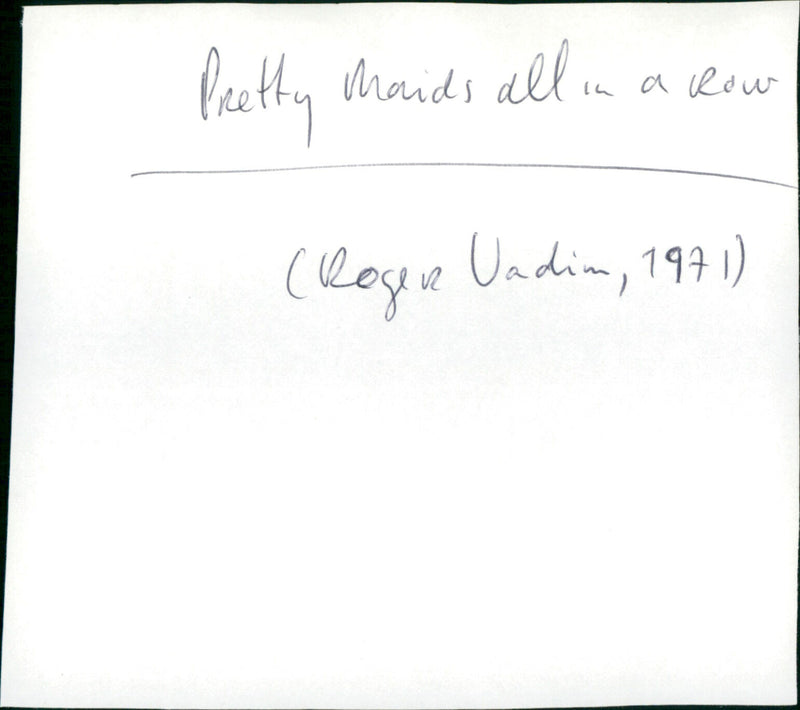 Pretty Maids all in a Row
(Roger Vadim, 1971)